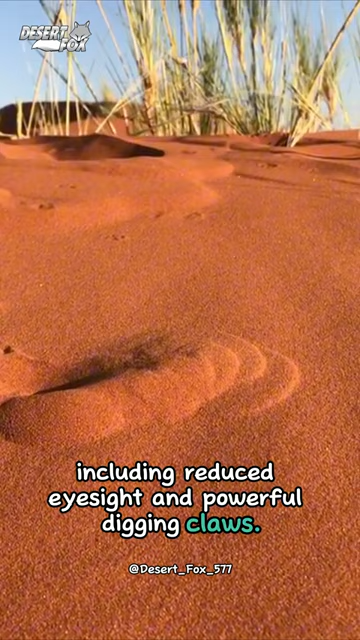 DESERT
FOX
including reduced
eyesight and powerful
digging claws.
@Desert_Fox_577